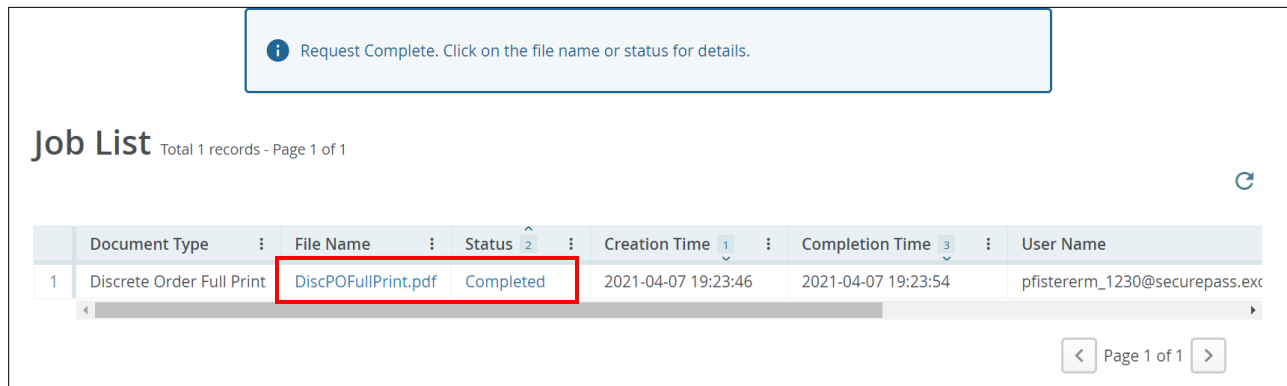 Request Complete. Click on the file name or status for details.
Job List Total 1 records - Page 1 of 1
Document Type File Name Status 2 Creation Time 1 Completion Time 3 User Name
1 Discrete Order Full Print DiscPOFullPrint.pdf Completed 2021-04-07 19:23:46 2021-04-07 19:23:54 pfistererm_1230@securepass.exo
Page 1 of 1